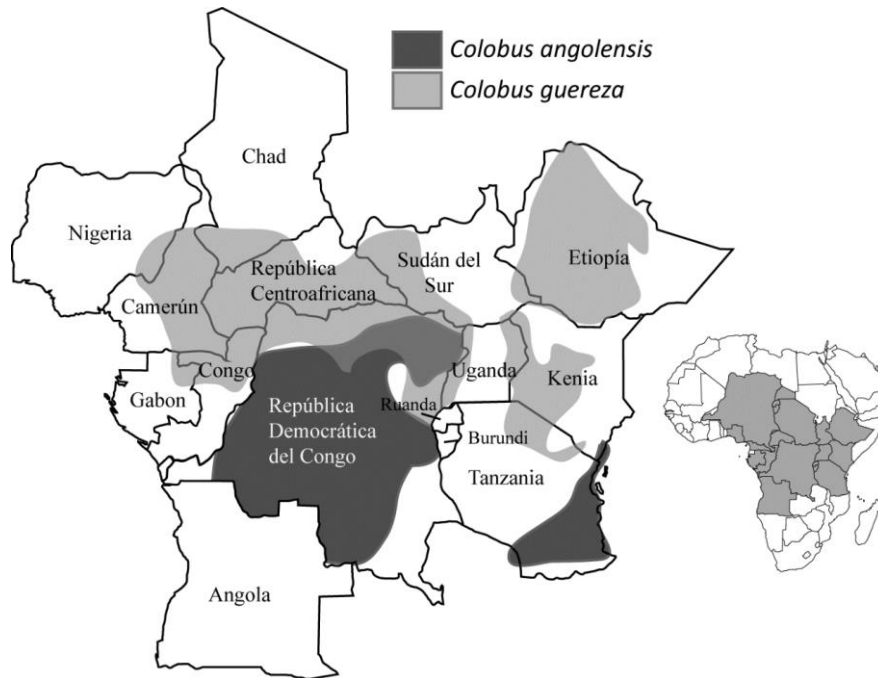 Colobus angolensis
Colobus guereza
Chad
Nigeria
República
Centroafricana
Sudán del
Sur
Etiopía
Camerún
Congo
Gabon
Uganda
Kenia
Ruanda
República
Democrática
del Congo
Burundi
Tanzania
Angola